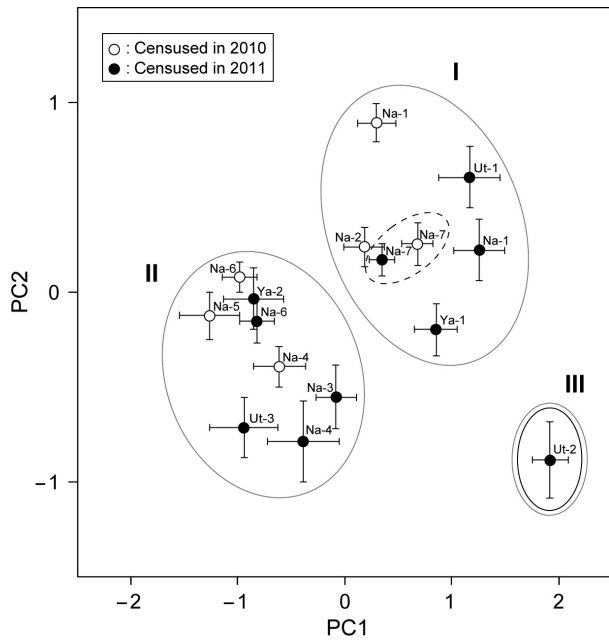 ○ : Censused in 2010
● : Censused in 2011
I
1
Na-1
Ut-1
Na-2
Na-7
Na-7
Na-1
II
Na-6
Ya-2
PC2
0
Na-5
Na-6
Ya-1
Na-4
Na-3
III
Ut-3
Na-4
Ut-2
−1
−2
−1
0
1
2
PC1